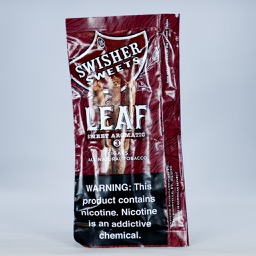 SWISHER
SWEETS
LEAF
SWEET AROMATIC
3
ALL NATURAL TOBACCO
WARNING: This
product contains
nicotine. Nicotine
is an addictive
chemical.